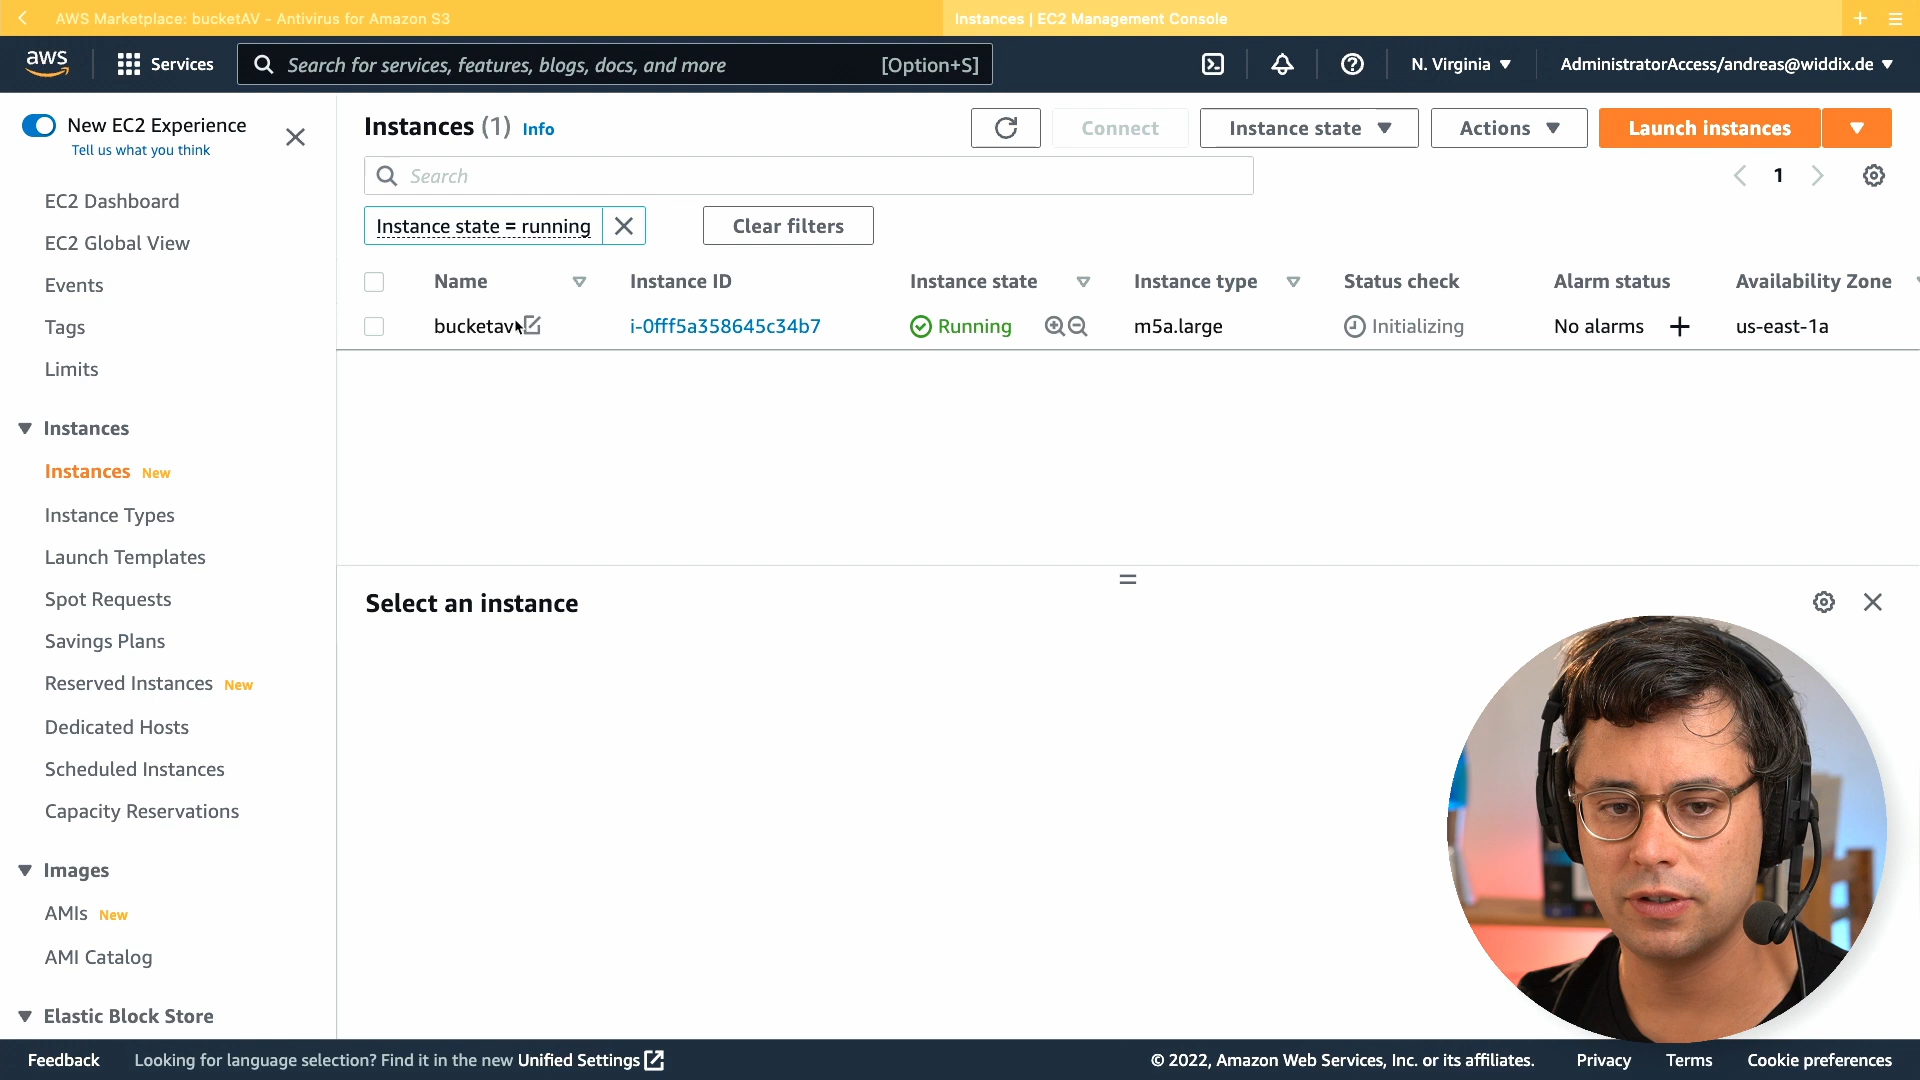 AWS Marketplace: bucketAV - Antivirus for Amazon S3
Instances | EC2 Management Console
aws
Services
Search for services, features, blogs, docs, and more
[Option+S]
N. Virginia
AdministratorAccess/andreas@widdix.de
New EC2 Experience
Tell us what you think
EC2 Dashboard
EC2 Global View
Events
Tags
Limits
Instances
Instances New
Instance Types
Launch Templates
Spot Requests
Savings Plans
Reserved Instances New
Dedicated Hosts
Scheduled Instances
Capacity Reservations
Images
AMIs New
AMI Catalog
Elastic Block Store
Instances (1) Info
Connect
Instance state
Actions
Launch instances
Search
1
Instance state = running
Clear filters
Name Instance ID Instance state Instance type Status check Alarm status Availability Zone
bucketav i-0fff5a358645c34b7 Running m5a.large Initializing No alarms + us-east-1a
Select an instance
Feedback
Looking for language selection? Find it in the new Unified Settings
© 2022, Amazon Web Services, Inc. or its affiliates.
Privacy
Terms
Cookie preferences